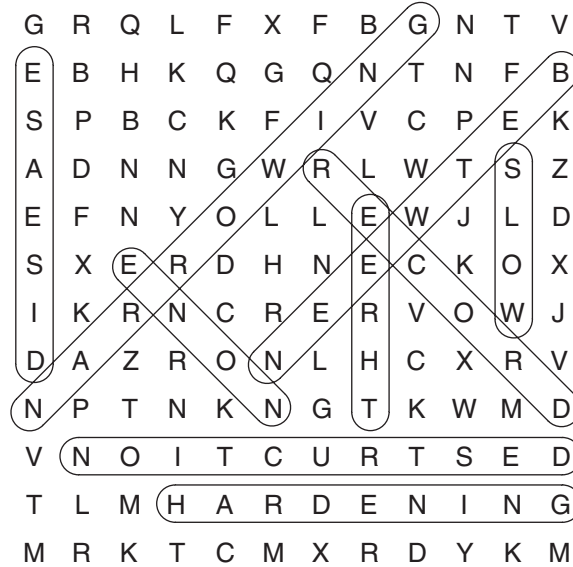 G R Q L F X F B G N T V
E B H K Q G Q N T N F B
S P B C K F I V C P E K
A D N N G W R L W T S Z
E F N Y O L L E W J L D
S X E R D H N E C K O X
I K R N C R E R V O W J
D A Z R O N L H C X R V
N P T N K N G T K W M D
V N O I T C U R T S E D
T L M H A R D E N I N G
M R K T C M X R D Y K M